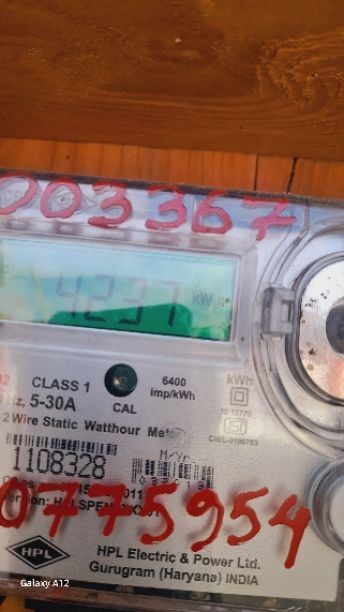 003367
4237 kWh
CLASS 1
6400
imp/kWh
kWh
5-30A
CAL
2 Wire Static Watthour
M/Yr.
1108328
0775954
HPL
HPL Electric & Power Ltd.
Gurugram (Haryana) INDIA
Galaxy A12